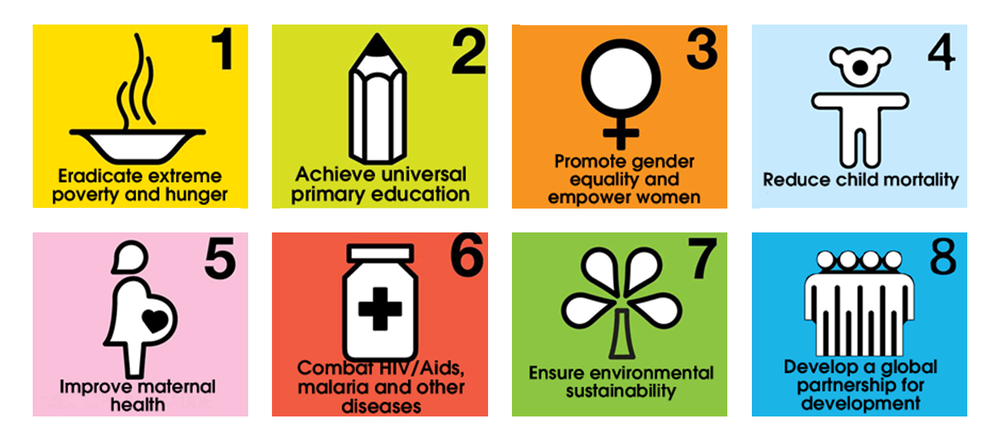 1
Eradicate extreme
poverty and hunger
2
Achieve universal
primary education
3
Promote gender
equality and
empower women
4
Reduce child mortality
5
Improve maternal
health
6
Combat HIV/Aids,
malaria and other
diseases
7
Ensure environmental
sustainability
8
Develop a global
partnership for
development